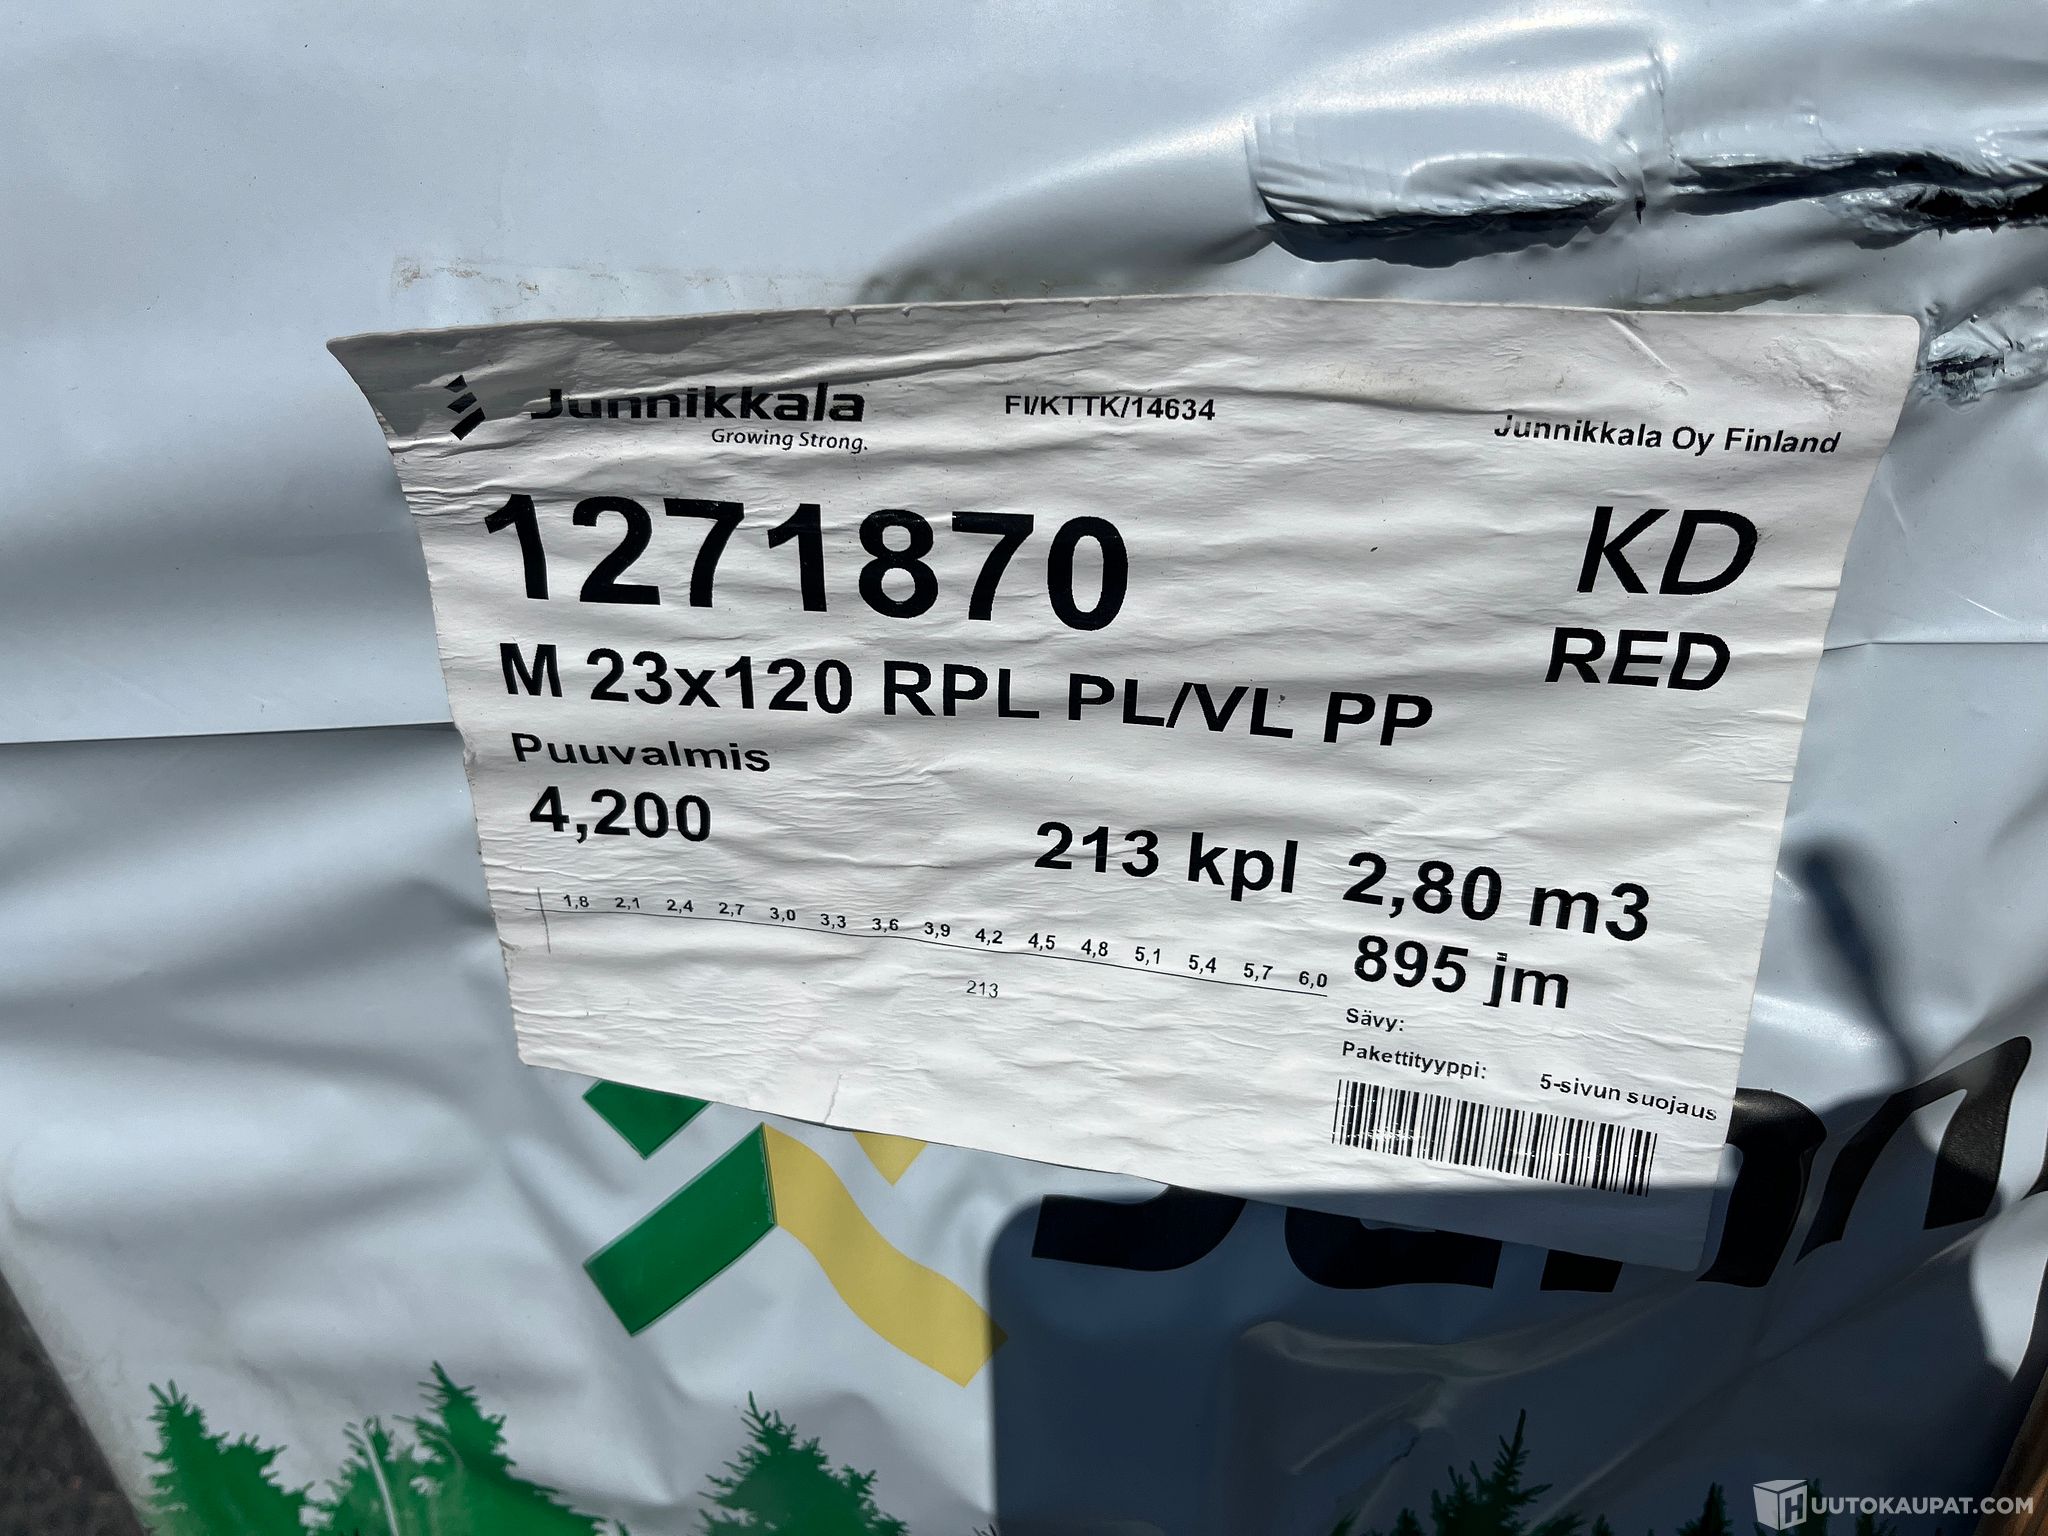 Junnikkala
Growing Strong.
FI/KTTK/14634
Junnikkala Oy Finland
1271870
KD
M 23x120 RPL PL/VL PP
RED
Puuvalmis
4,200
213 kpl 2,80 m3
1,8 2,1 2,4 2,7 3,0 3,3 3,6 3,9 4,2 4,5 4,8 5,1 5,4 5,7 6,0
895 jm
213
Sävy:
Pakettityyppi: 5-sivun suojaus
HUUTOKAUPAT.COM